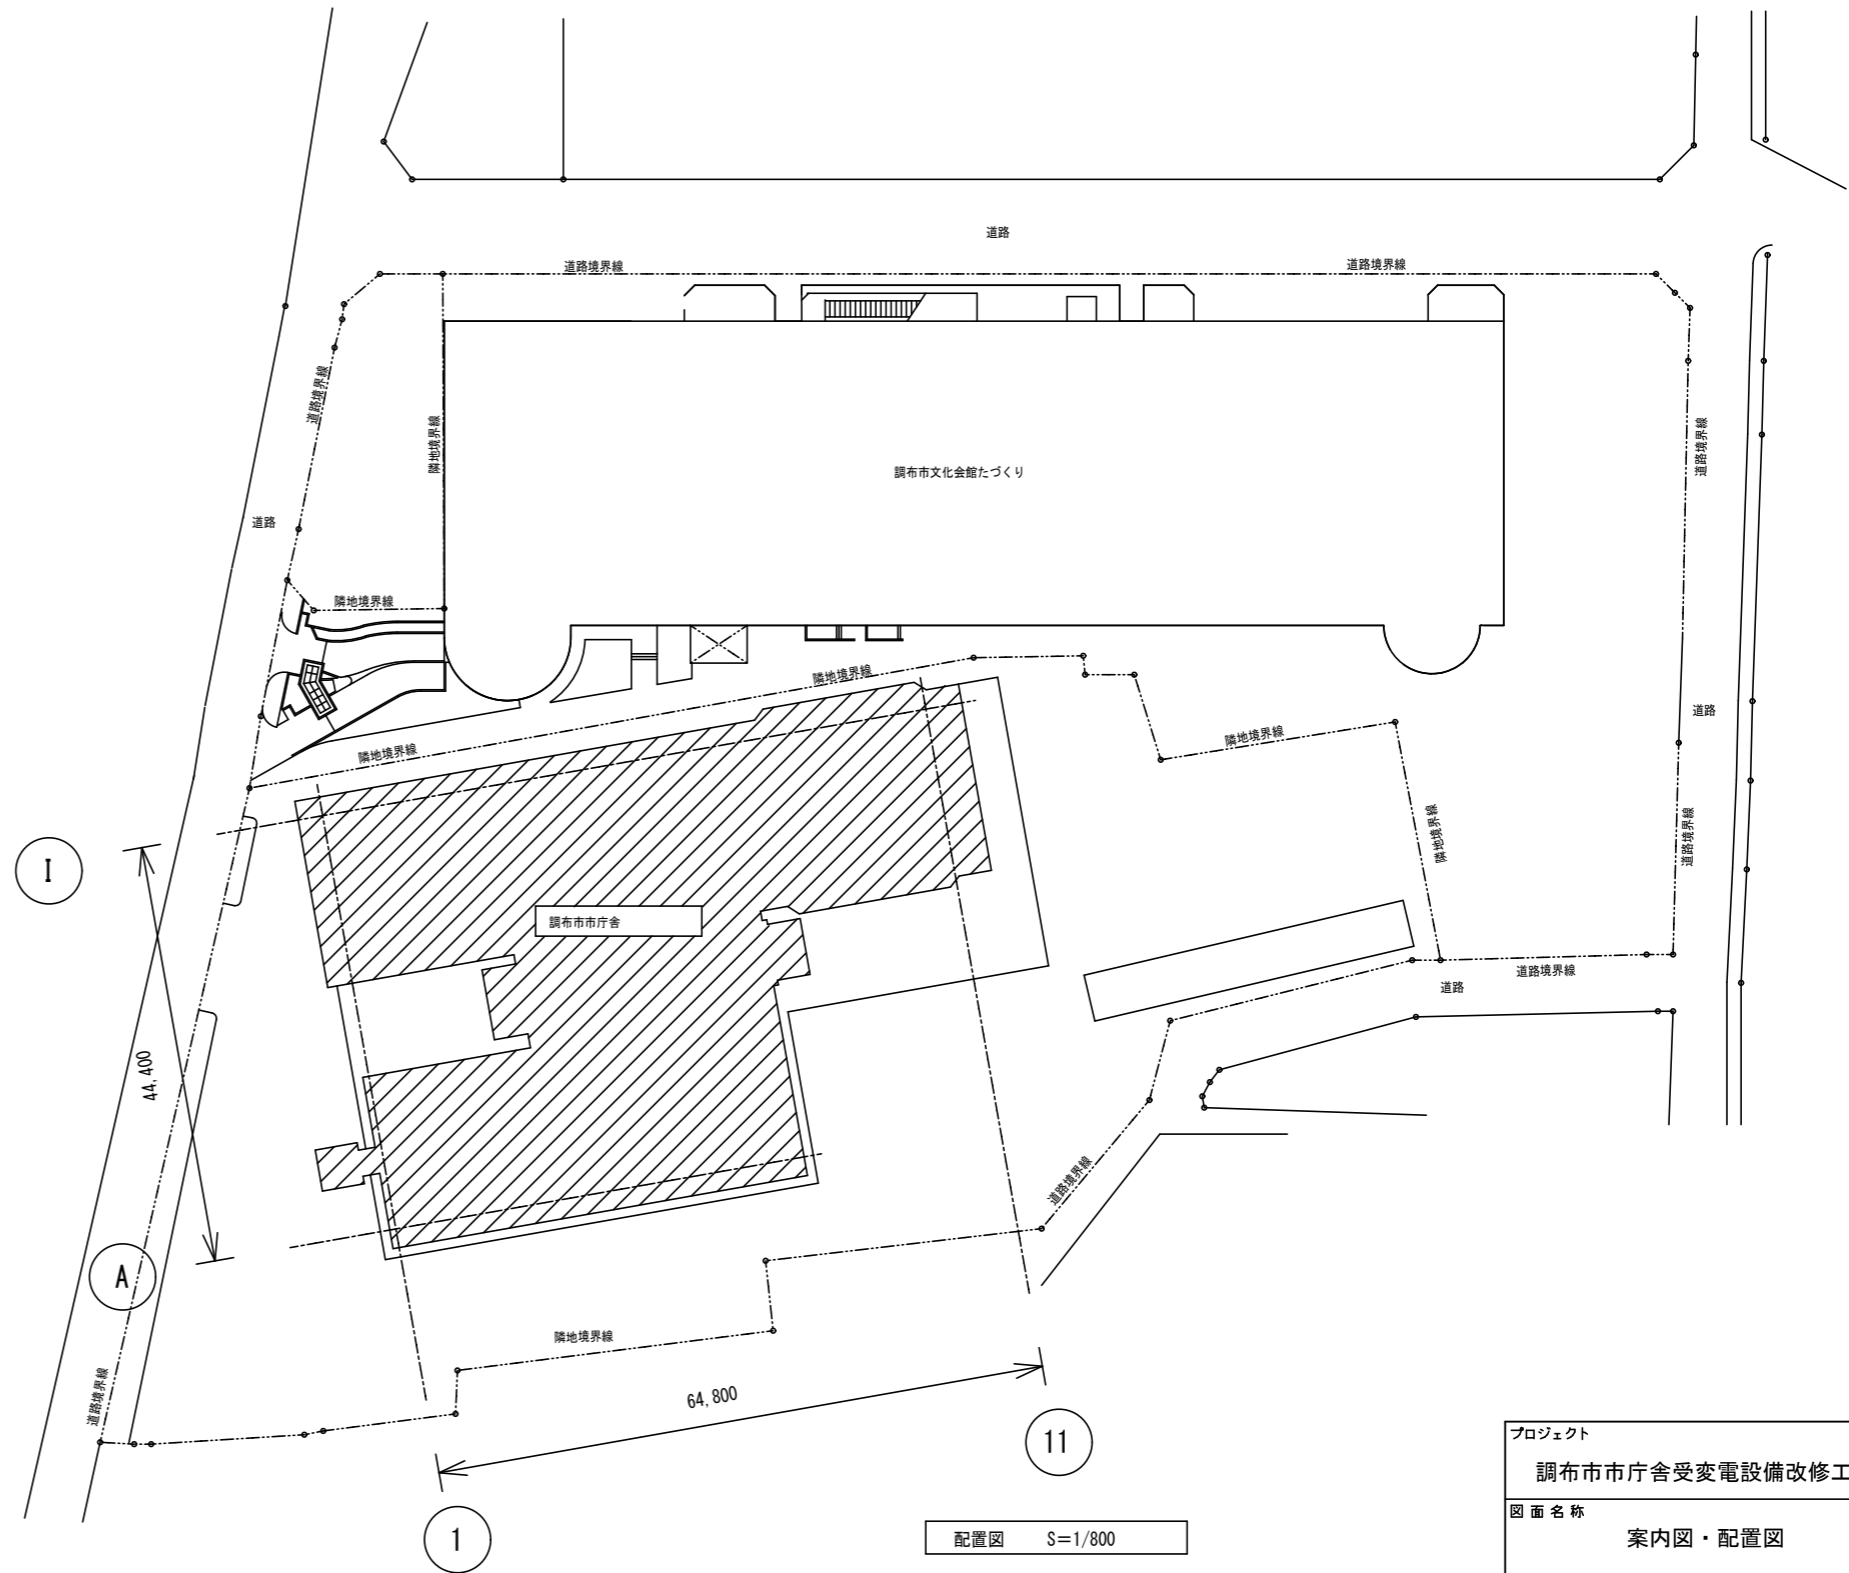 道路
道路境界線
道路境界線
道路境界線
隣地境界線
道路境界線
調布市文化会館たづくり
道路
隣地境界線
隣地境界線
隣地境界線
道路
隣地境界線
隣地境界線
道路境界線
I
調布市市庁舎
道路境界線
道路
44,400
道路境界線
A
隣地境界線
道路境界線
64,800
11
1
配置図 S=1/800
プロジェクト
調布市市庁舎受変電設備改修工
図面名称
案内図・配置図